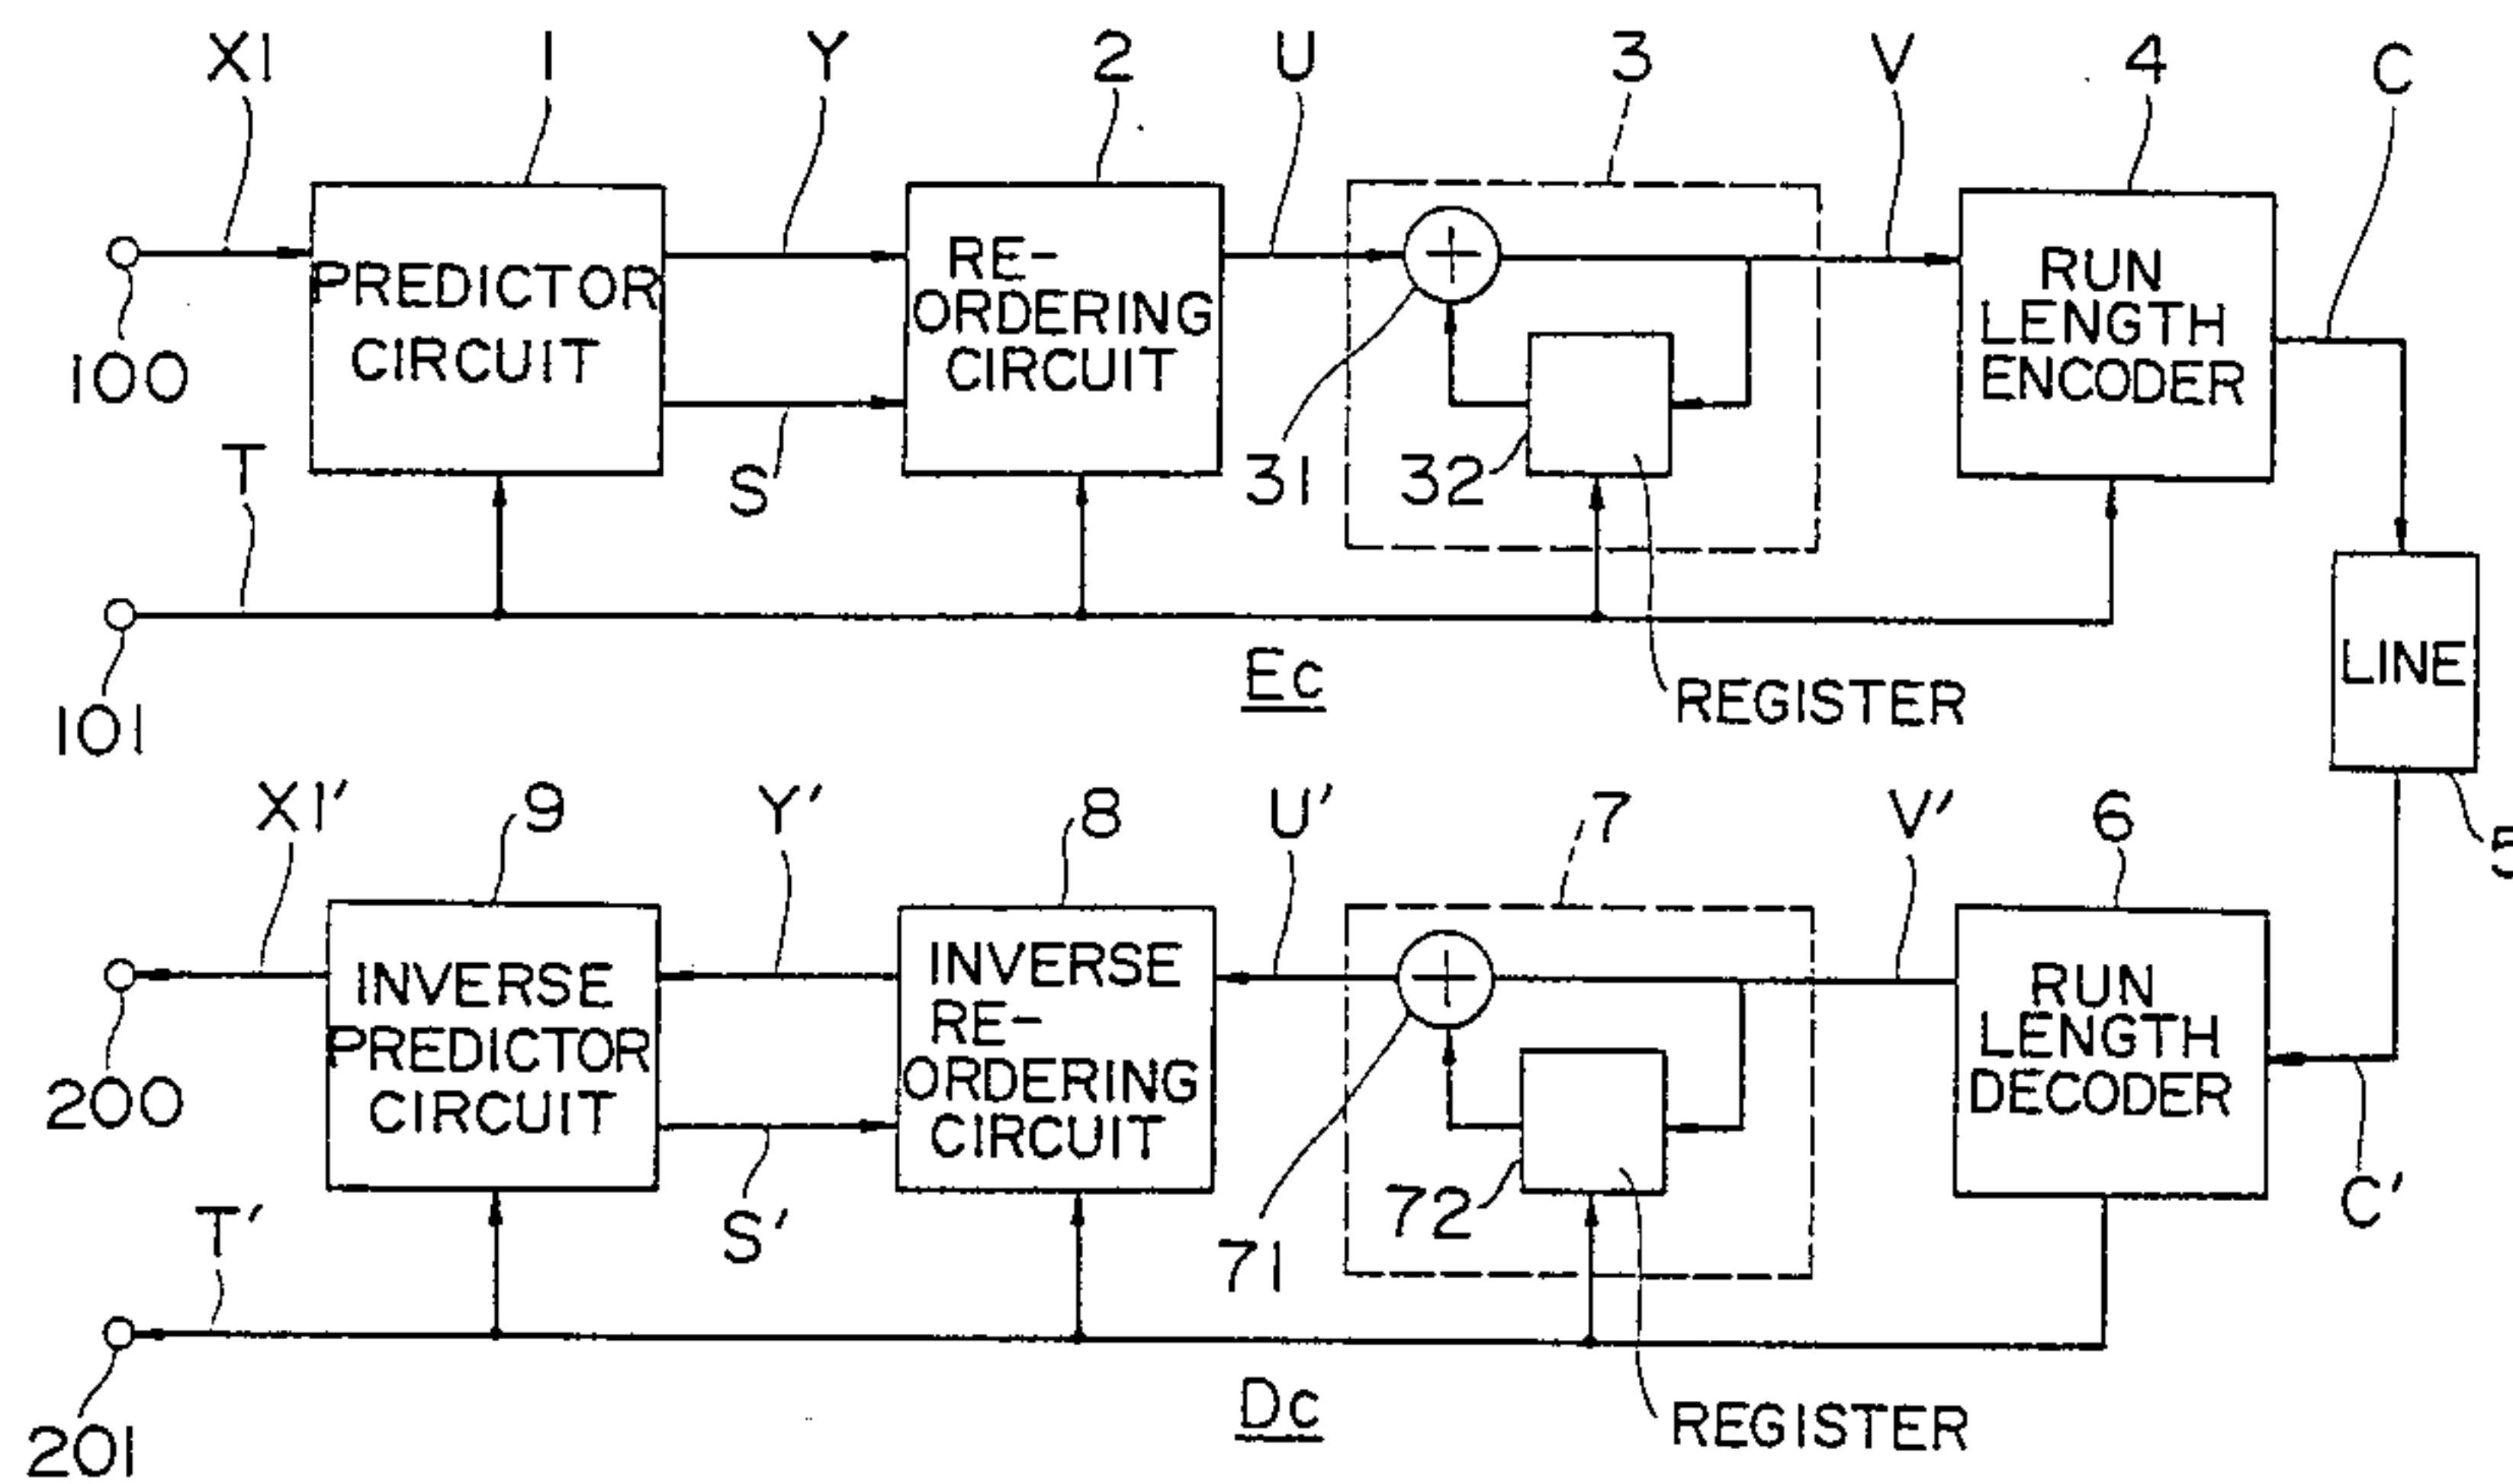 X1 1 Y 2 U 3 V 4 C
PREDICTOR
CIRCUIT
RE-
ORDERING
CIRCUIT
RUN
LENGTH
ENCODER
100
T
S
31
32
101
Ec
REGISTER
LINE
5
X1' 9 Y' 8 U' 7 V' 6
INVERSE
PREDICTOR
CIRCUIT
INVERSE
RE-
ORDERING
CIRCUIT
RUN
LENGTH
DECODER
200
T'
S'
71
72
C'
201
Dc
REGISTER